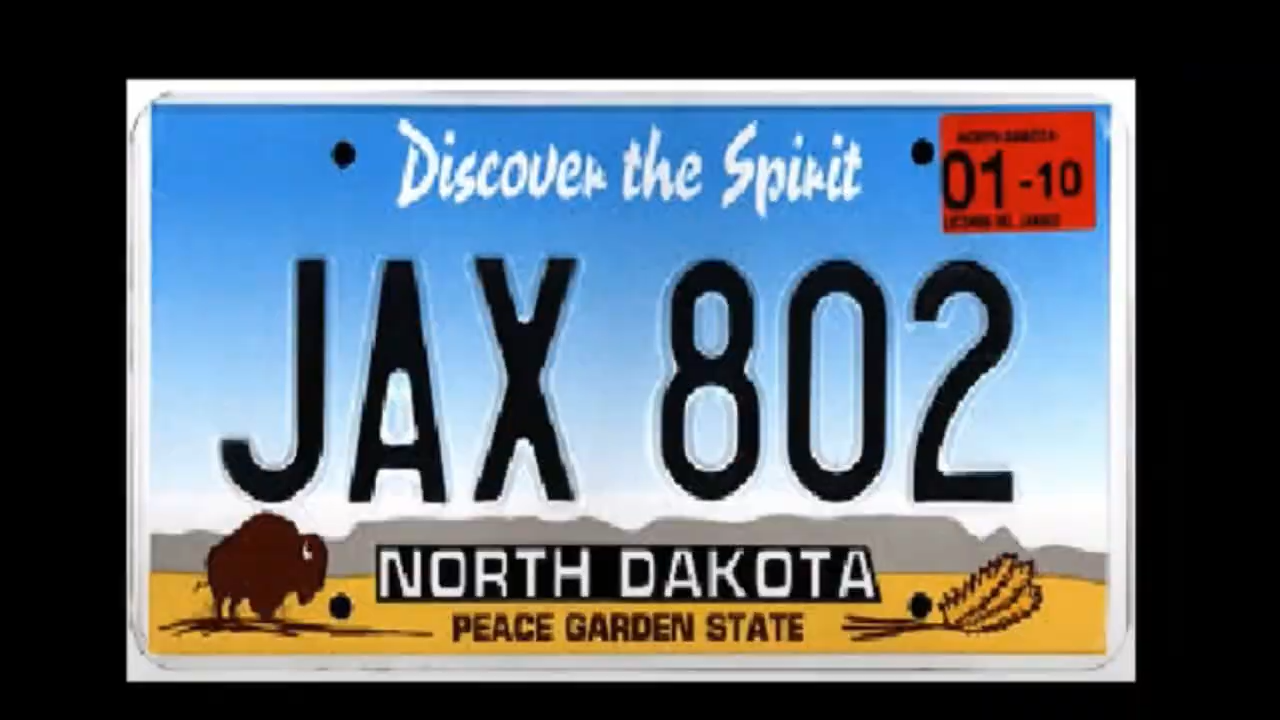 Discover the Spirit
NORTH DAKOTA
01-10
JAX 802
NORTH DAKOTA
PEACE GARDEN STATE